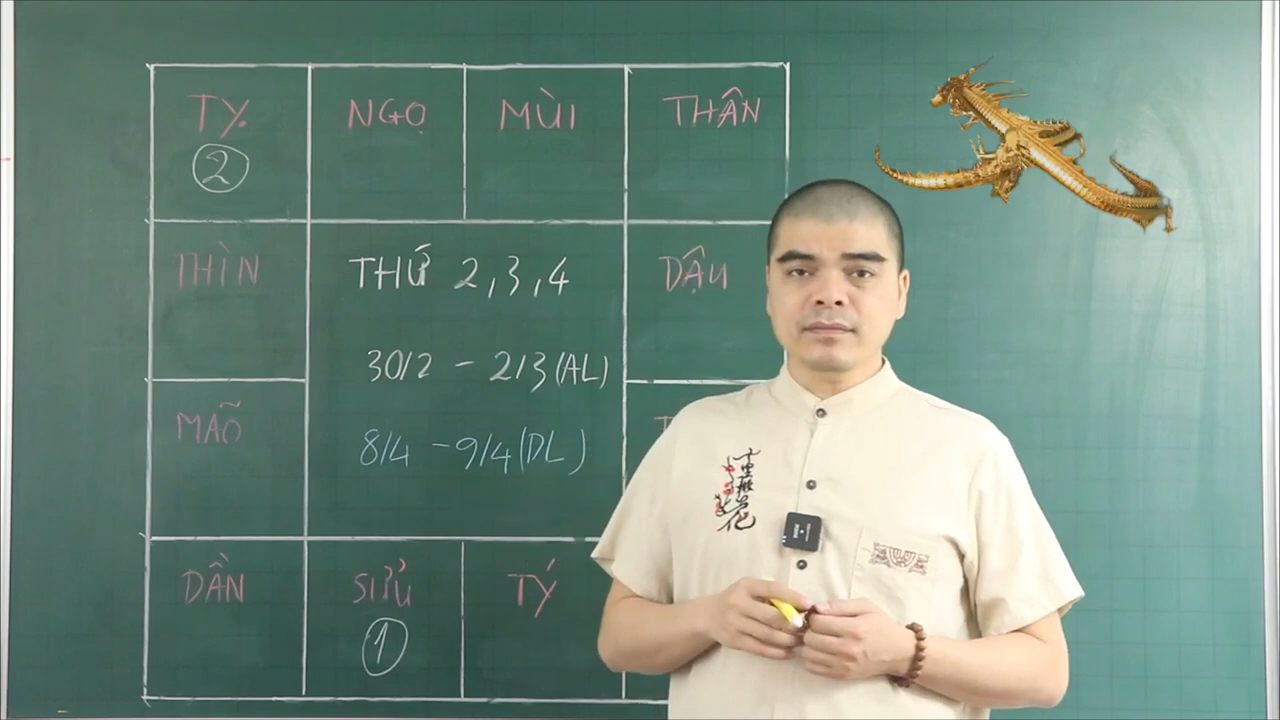 TỴ
NGỌ
MÙI
THÂN
2
THÌN
THỨ 2,3,4
DẬU
30/2 - 2/3 (AL)
MÃO
8/4 - 9/4 (DL)
DẦN
SỬU
TÝ
1